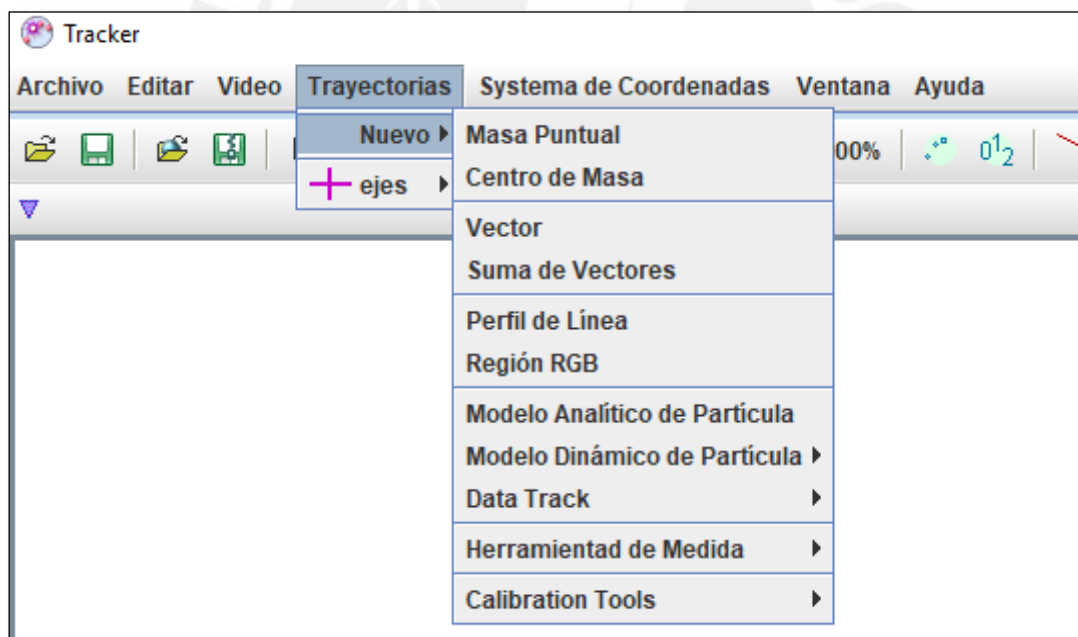 Tracker
Archivo Editar Video Trayectorias Systema de Coordenadas Ventana Ayuda
Nuevo
ejes
00%
012
Masa Puntual
Centro de Masa
Vector
Suma de Vectores
Perfil de Línea
Región RGB
Modelo Analítico de Partícula
Modelo Dinámico de Partícula
Data Track
Herramientad de Medida
Calibration Tools